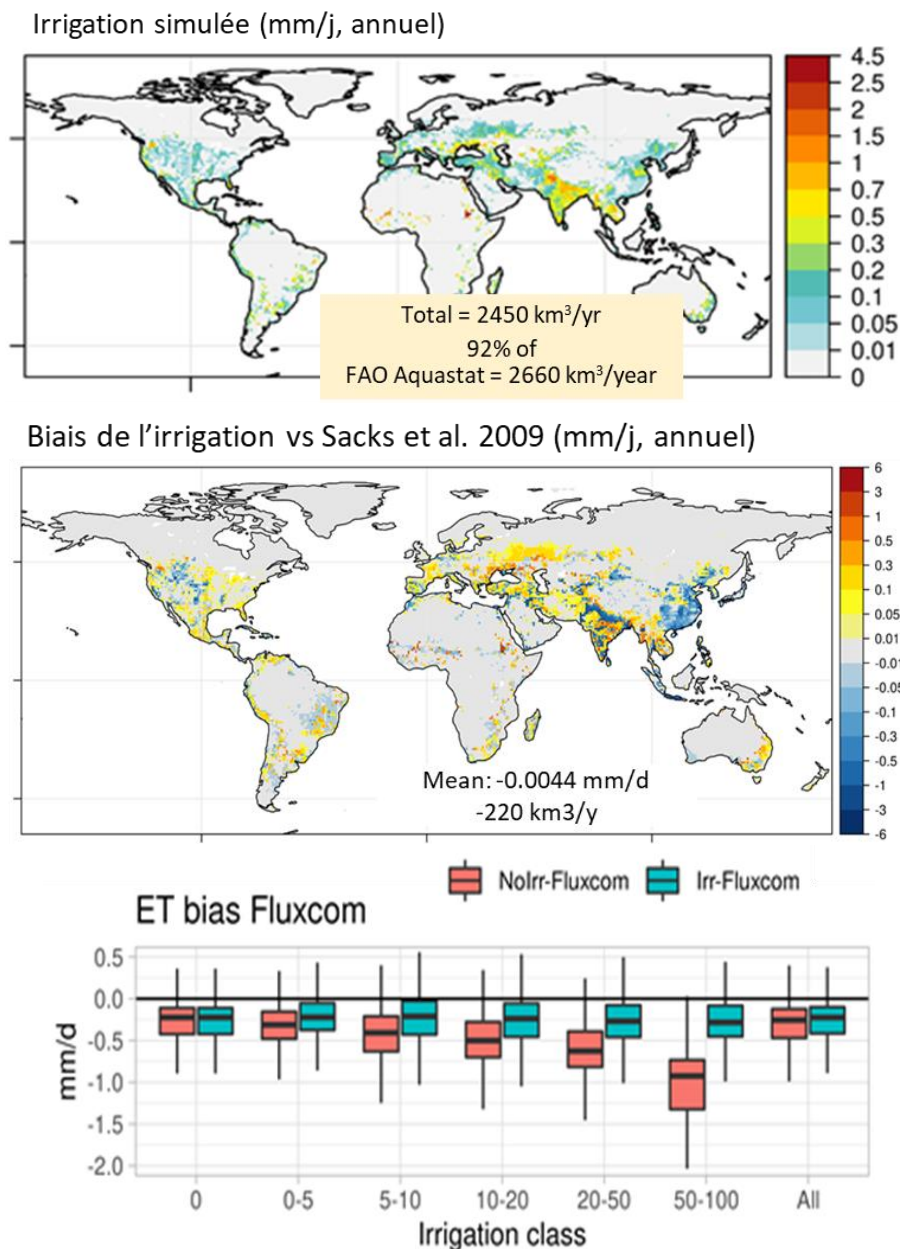 Irrigation simulée (mm/j, annuel)
4.5
2.5
2
1.5
1
0.7
0.5
0.3
0.2
0.1
0.05
0.01
0
Total = 2450 km³/yr
92% of
FAO Aquastat = 2660 km³/year
Biais de l'irrigation vs Sacks et al. 2009 (mm/j, annuel)
6
3
1
0.5
0.3
0.1
0.05
0.01
-0.01
-0.05
-0.1
-0.3
-0.5
-1
-3
-6
Mean: -0.0044 mm/d
-220 km3/y
NoIrr-Fluxcom Irr-Fluxcom
ET bias Fluxcom
mm/d
0.5
0.0
-0.5
-1.0
-1.5
-2.0
0 0-5 5-10 10-20 20-50 50-100 All
Irrigation class